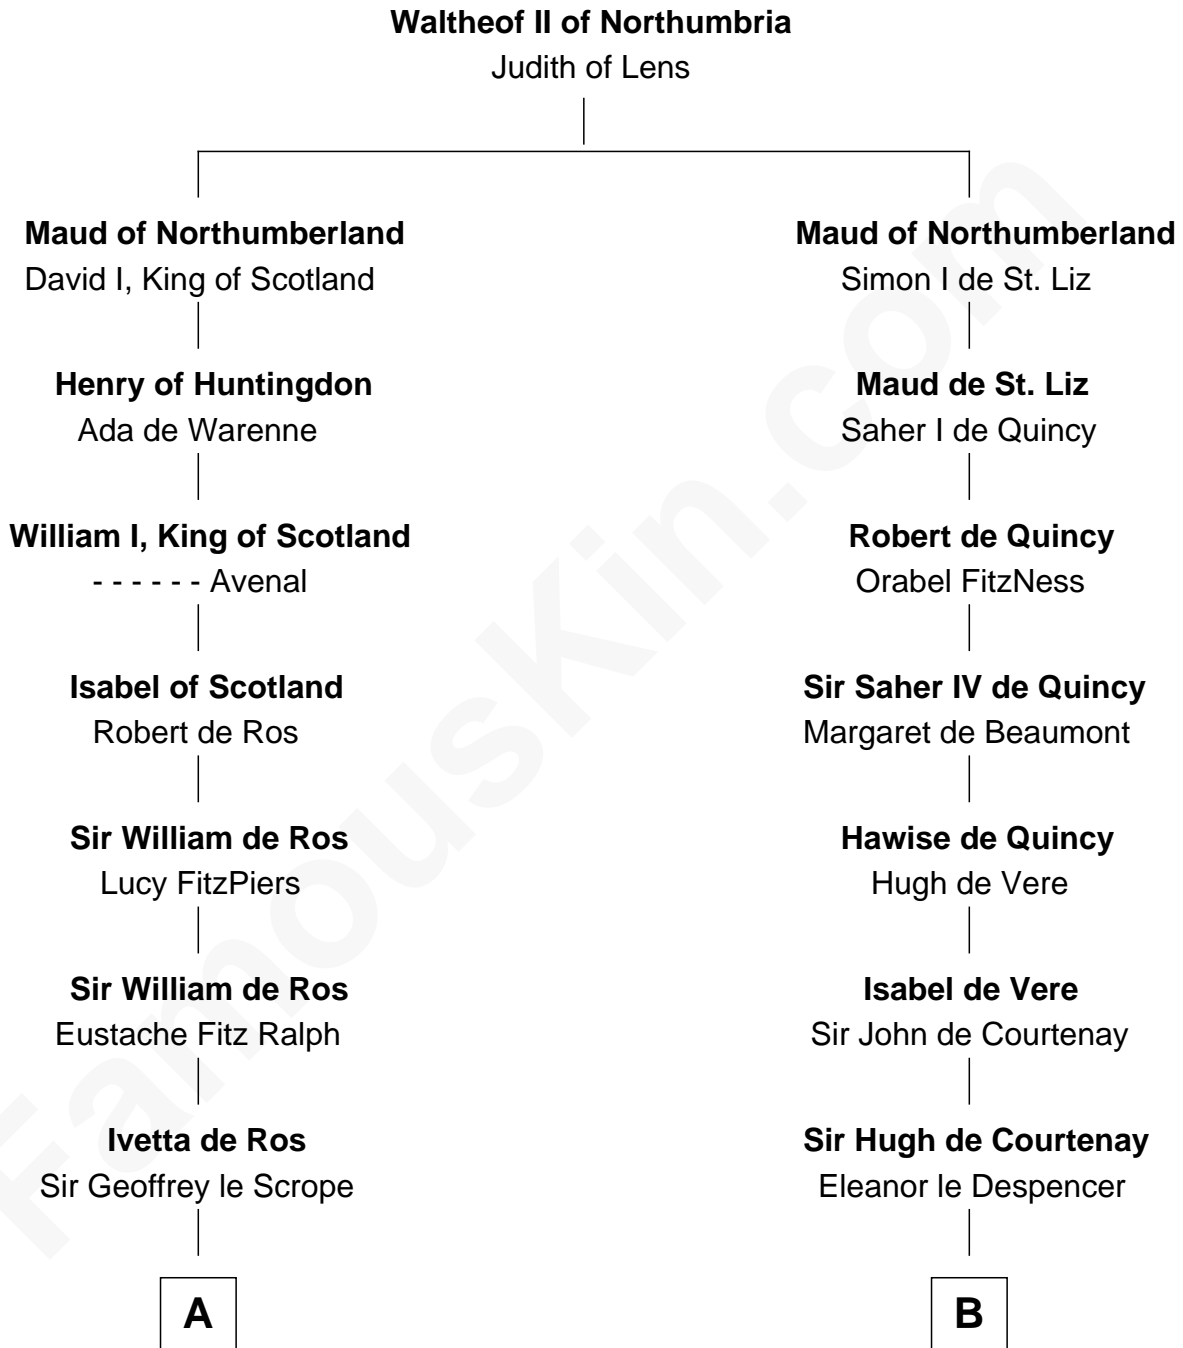 Waltheof II of Northumbria
Judith of Lens
Maud of Northumberland
David I, King of Scotland
Henry of Huntingdon
Ada de Warenne
William I, King of Scotland
- - - - - - Avenal
Isabel of Scotland
Robert de Ros
Sir William de Ros
Lucy FitzPiers
Sir William de Ros
Eustache Fitz Ralph
Ivetta de Ros
Sir Geoffrey le Scrope
A
Maud of Northumberland
Simon I de St. Liz
Maud de St. Liz
Saher I de Quincy
Robert de Quincy
Orabel FitzNess
Sir Saher IV de Quincy
Margaret de Beaumont
Hawise de Quincy
Hugh de Vere
Isabel de Vere
Sir John de Courtenay
Sir Hugh de Courtenay
Eleanor le Despencer
B
FamousKin.com